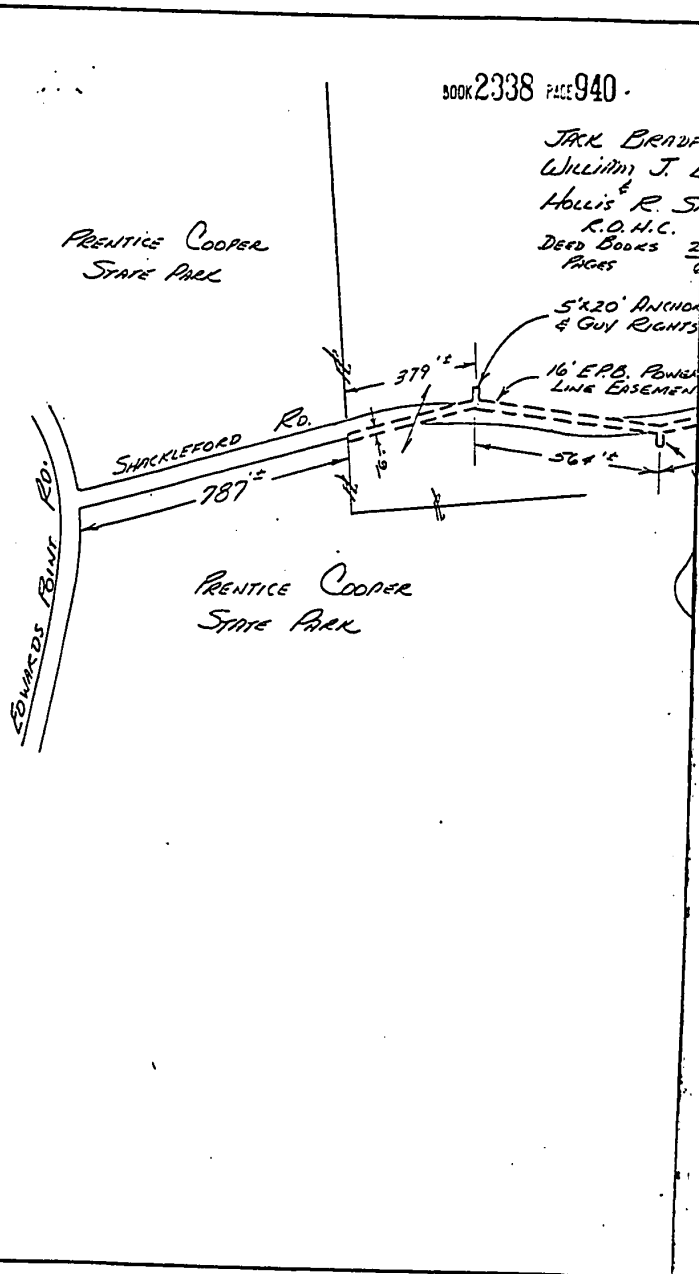 BOOK 2338 PAGE 940
JACK
WILLIAM J.
&
HOLLIS R.
R.O.H.C.
DEED BOOKS
PAGES
PRENTICE COOPER
STATE PARK
5'x20' ANCHOR
& GUY RIGHTS
16' E.P.B. POWER
LINE EASEMEN
379'±
SHACKLEFORD RD.
787'±
564'±
EDWARDS POINT RD.
PRENTICE COOPER
STATE PARK